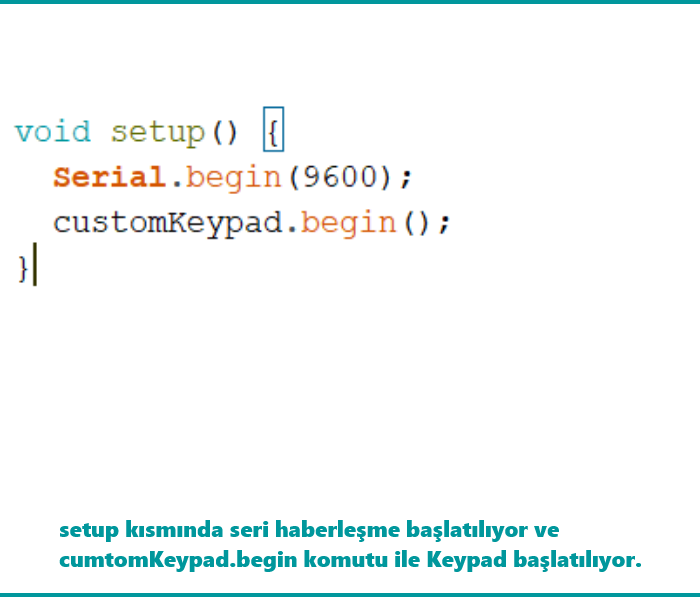 void setup() {
Serial.begin(9600);
customKeypad.begin();
}
setup kısmında seri haberleşme başlatılıyor ve
cumtomKeypad.begin komutu ile Keypad başlatılıyor.